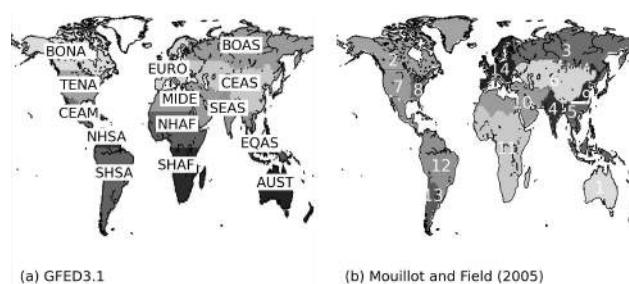 BONA
BOAS
EURO
TENA
CEAS
MIDE
SEAS
CEAM
NHAF
NHSA
EQAS
SHSA
SHAF
AUST
(a) GFED3.1
2
3
14
6
7
8
9
10
4
5
11
12
1
13
(b) Mouillot and Field (2005)